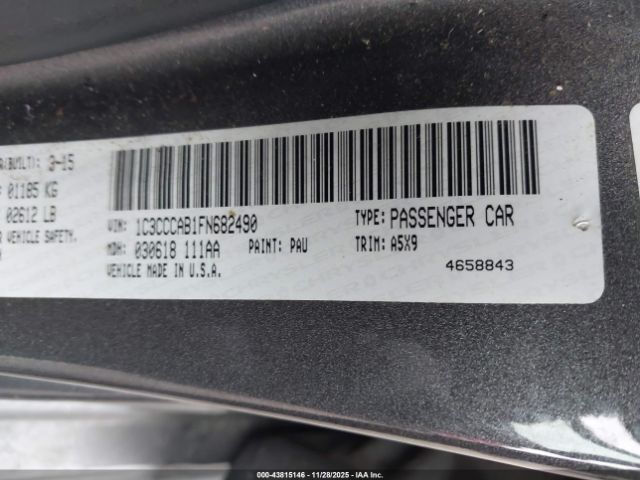 R(BUILT): 3-15
01185 KG
02612 LB
R VEHICLE SAFETY.
VIN: 1C3CCCAB1FN682490
TYPE: PASSENGER CAR
MDH: 030618 111AA
PAINT: PAU
TRIM: A5X9
VEHICLE MADE IN U.S.A.
4658843
000-43815146 - 11/28/2025 - IAA Inc.